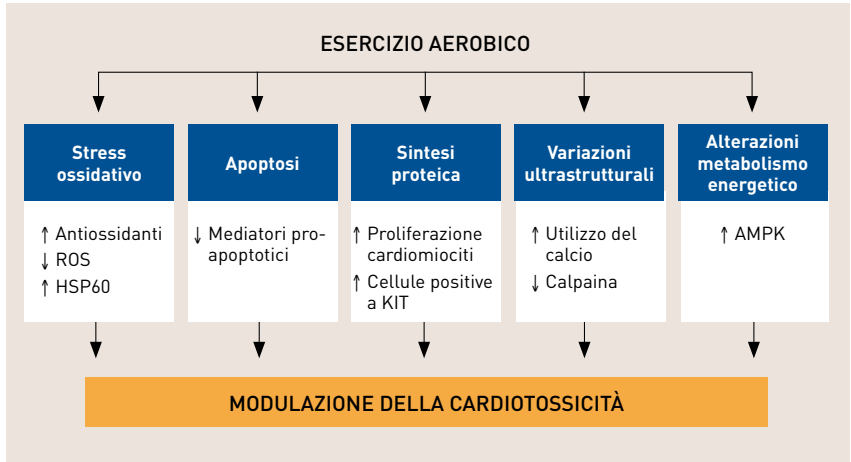 ESERCIZIO AEROBICO
Stress
ossidativo
↑ Antiossidanti
↓ ROS
↑ HSP60
Apoptosi
↓ Mediatori pro-
apoptotici
Sintesi
proteica
↑ Proliferazione
cardiomiociti
↑ Cellule positive
a KIT
Variazioni
ultrastrutturali
↑ Utilizzo del
calcio
↓ Calpaina
Alterazioni
metabolismo
energetico
↑ AMPK
MODULAZIONE DELLA CARDIOTOSSICITÀ